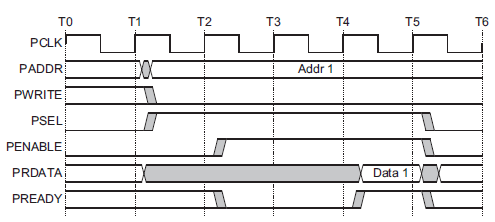 T0 T1 T2 T3 T4 T5 T6
PCLK
PADDR Addr 1
PWRITE
PSEL
PENABLE
PRDATA Data 1
PREADY